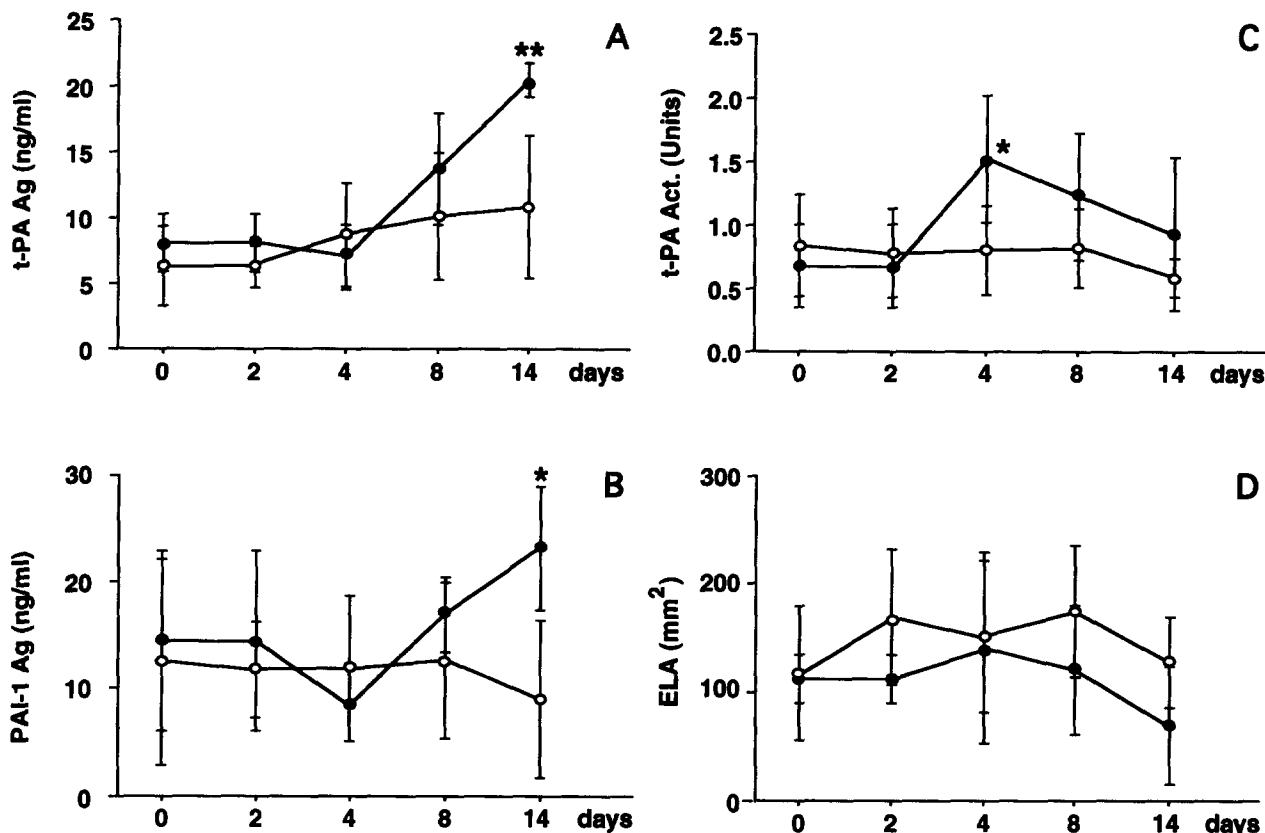 A
t-PA Ag (ng/ml)
25
20
15
10
5
0
**
0 2 4 8 14 days
C
t-PA Act. (Units)
2.5
2.0
1.5
1.0
0.5
0.0
*
0 2 4 8 14 days
B
PAI-1 Ag (ng/ml)
30
20
10
0
*
0 2 4 8 14 days
D
ELA (mm²)
300
200
100
0
0 2 4 8 14 days